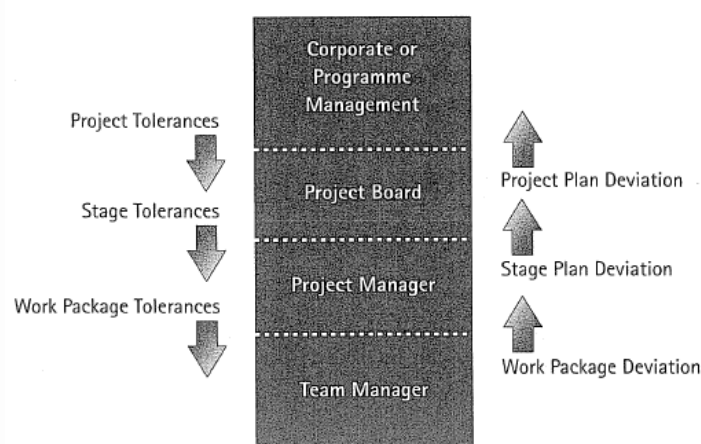 Corporate or
Programme
Management
Project Tolerances
Project Plan Deviation
Project Board
Stage Tolerances
Stage Plan Deviation
Project Manager
Work Package Tolerances
Work Package Deviation
Team Manager